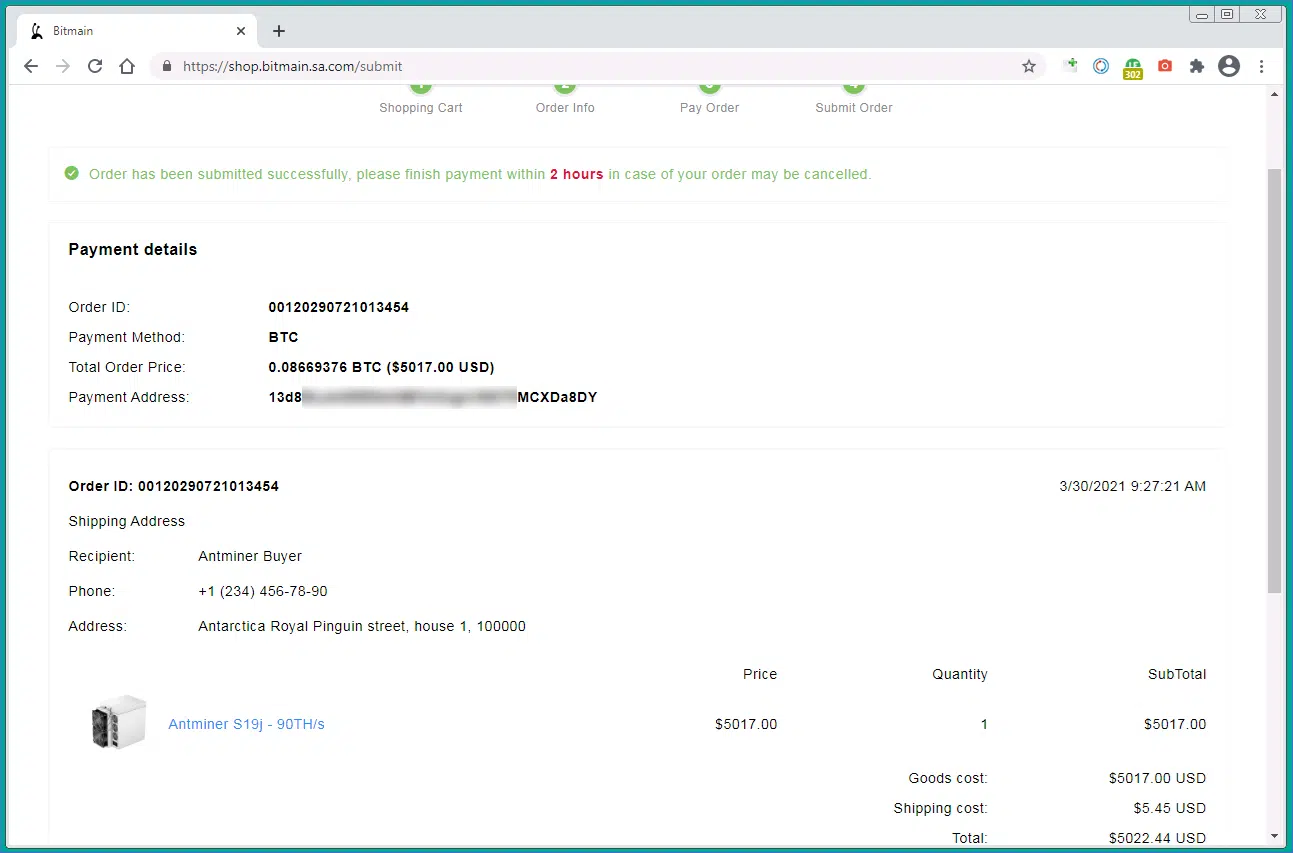 Bitmain
https://shop.bitmain.sa.com/submit
302
Shopping Cart Order Info Pay Order Submit Order
Order has been submitted successfully, please finish payment within 2 hours in case of your order may be cancelled.
Payment details
Order ID: 00120290721013454
Payment Method: BTC
Total Order Price: 0.08669376 BTC ($5017.00 USD)
Payment Address: 13d8 MCXDa8DY
Order ID: 00120290721013454 3/30/2021 9:27:21 AM
Shipping Address
Recipient: Antminer Buyer
Phone: +1 (234) 456-78-90
Address: Antarctica Royal Pinguin street, house 1, 100000
Price Quantity SubTotal
Antminer S19j - 90TH/s $5017.00 1 $5017.00
Goods cost: $5017.00 USD
Shipping cost: $5.45 USD
Total: $5022.44 USD